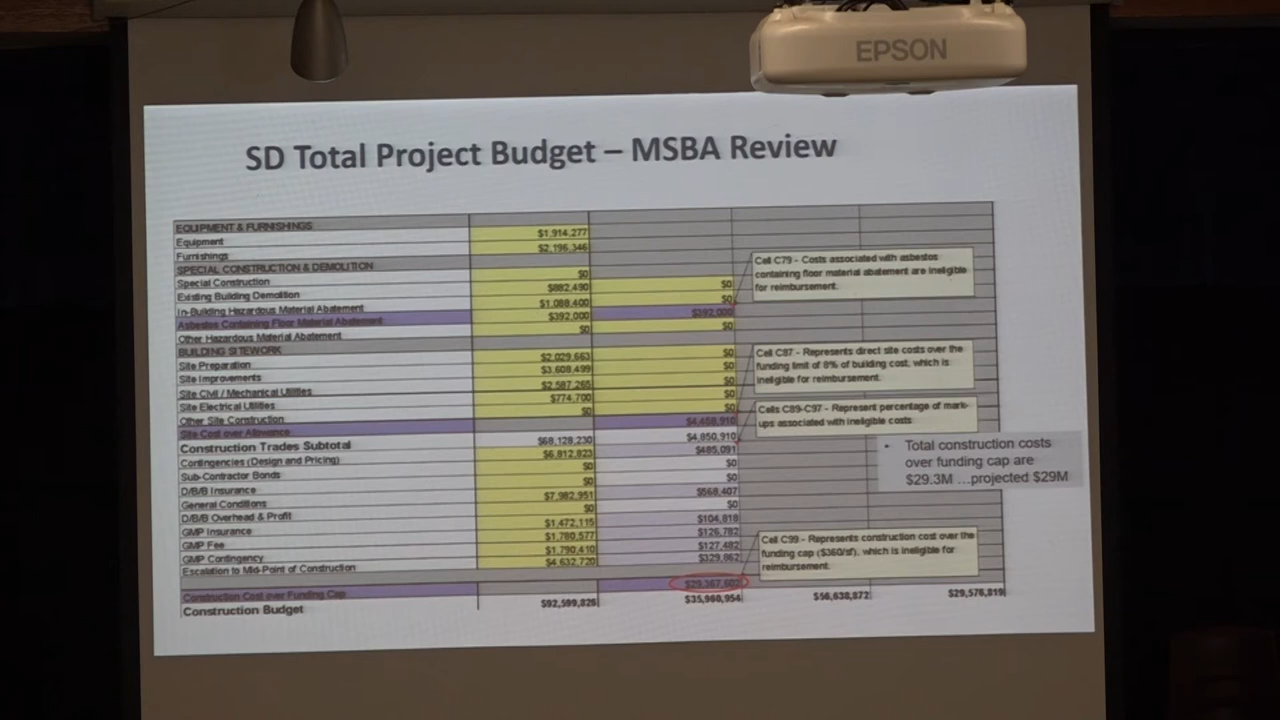 EPSON
SD Total Project Budget – MSBA Review
EQUIPMENT & FURNISHINGS
Equipment $1,914,277
Furnishings $2,196,346
SPECIAL CONSTRUCTION & DEMOLITION
Special Construction $0
Existing Building Demolition $882,490 $0
In-Building Hazardous Material Abatement $1,088,400 $0
Asbestos Containing Floor Material Abatement $392,000 $392,000
Other Hazardous Material Abatement $0 $0
BUILDING SITEWORK
Site Preparation $2,029,663 $0
Site Improvements $3,608,499 $0
Site Civil / Mechanical Utilities $2,587,265 $0
Site Electrical Utilities $774,700 $0
Other Site Construction $0 $0
Site Cost over Allowance
Construction Trades Subtotal $68,128,230 $4,850,910
Contingencies (Design and Pricing) $6,812,823 $485,091
Sub-Contractor Bonds $0 $0
D/B/B Insurance $0 $0
General Conditions $7,982,951 $568,407
D/B/B Overhead & Profit $0 $0
GMP Insurance $1,472,115 $104,818
GMP Fee $1,780,577 $126,782
GMP Contingency $1,790,410 $127,482
Escalation to Mid-Point of Construction $4,632,720 $329,862
Construction Cost over Funding Cap $29,367,602
Construction Budget $92,599,826 $35,960,954 $56,638,872 $29,576,819
Cell C79 - Costs associated with asbestos
containing floor material abatement are ineligible
for reimbursement.
Cell C87 - Represents direct site costs over the
funding limit of 8% of building cost, which is
ineligible for reimbursement.
Cells C89-C97 - Represent percentage of mark-
ups associated with ineligible costs
• Total construction costs
over funding cap are
$29.3M ...projected $29M
Cell C99 - Represents construction cost over the
funding cap ($360/sf), which is ineligible for
reimbursement.